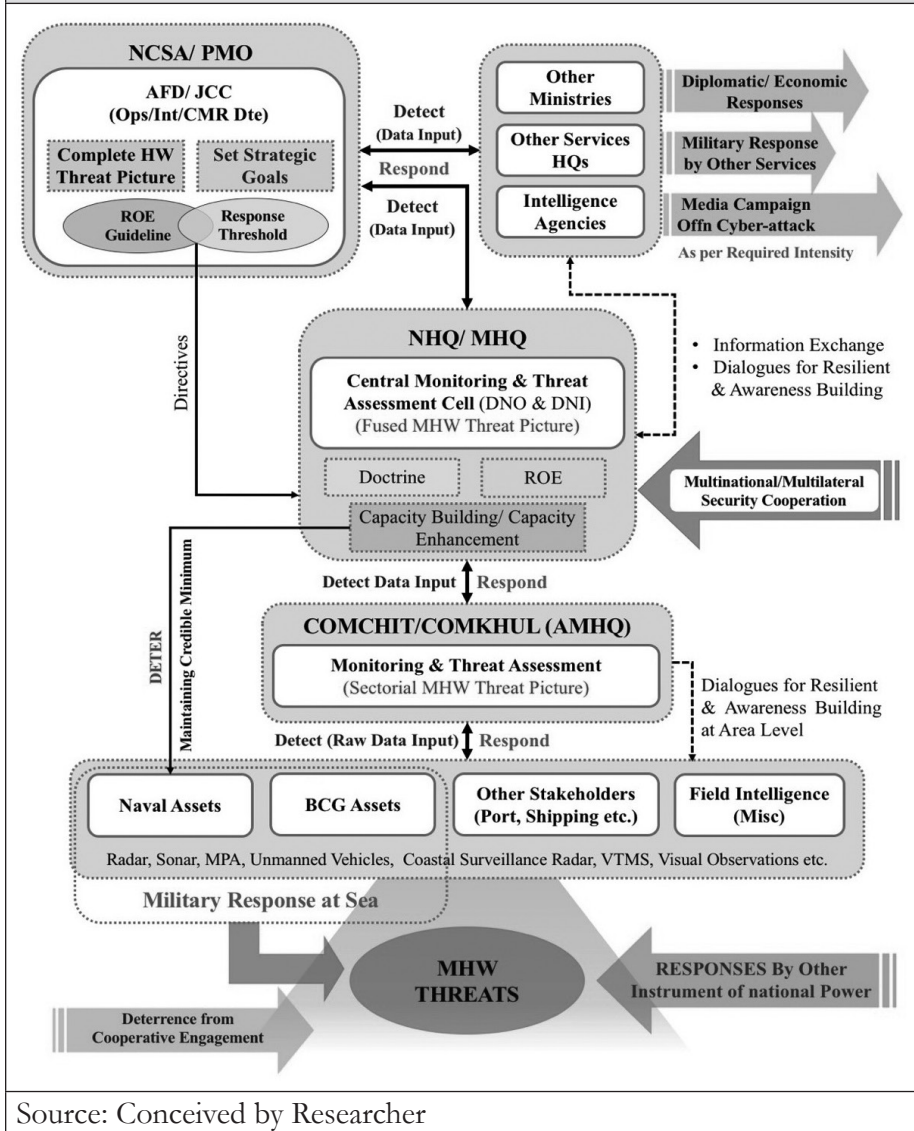 NCSA/ PMO
AFD/ JCC
(Ops/Int/CMR Dte)
Complete HW
Threat Picture
Set Strategic
Goals
ROE
Guideline
Response
Threshold
Detect
(Data Input)
Respond
Detect
(Data Input)
Other
Ministries
Other Services
HQs
Intelligence
Agencies
Diplomatic/ Economic
Responses
Military Response
by Other Services
Media Campaign
Offn Cyber-attack
As per Required Intensity
Directives
NHQ/ MHQ
Central Monitoring & Threat
Assessment Cell (DNO & DNI)
(Fused MHW Threat Picture)
Doctrine
ROE
Capacity Building/ Capacity
Enhancement
• Information Exchange
• Dialogues for Resilient
& Awareness Building
Multinational/Multilateral
Security Cooperation
Detect Data Input
Respond
DETER
Maintaining Credible Minimum
COMCHIT/COMKHUL (AMHQ)
Monitoring & Threat Assessment
(Sectorial MHW Threat Picture)
Dialogues for Resilient
& Awareness Building
at Area Level
Detect (Raw Data Input)
Respond
Naval Assets
BCG Assets
Other Stakeholders
(Port, Shipping etc.)
Field Intelligence
(Misc)
Radar, Sonar, MPA, Unmanned Vehicles, Coastal Surveillance Radar, VTMS, Visual Observations etc.
Military Response at Sea
MHW
THREATS
RESPONSES By Other
Instrument of national Power
Deterrence from
Cooperative Engagement
Source: Conceived by Researcher